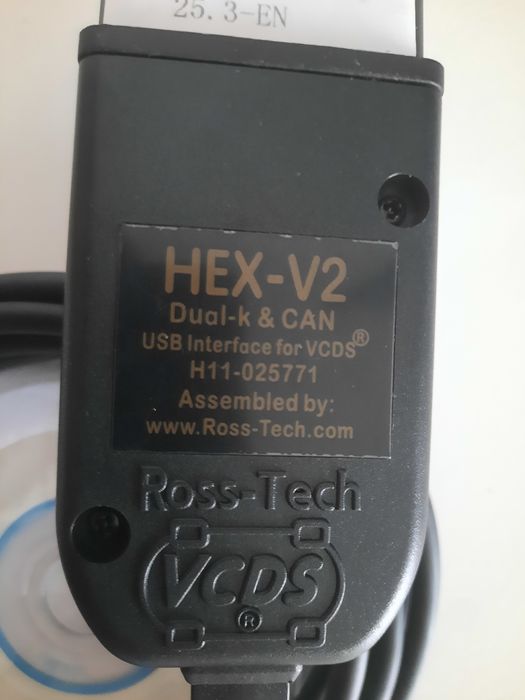 25.3-EN
HEX-V2
Dual-k & CAN
USB Interface for VCDS®
H11-025771
Assembled by:
www.Ross-Tech.com
Ross-Tech
VCDS
®